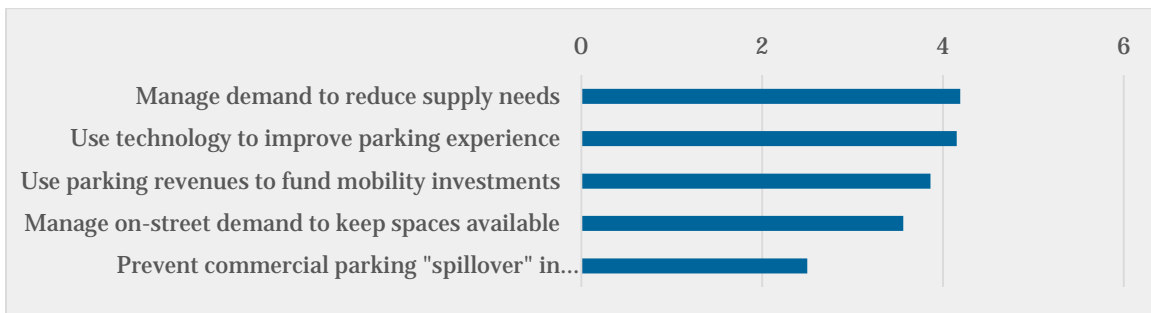 0 2 4 6
Manage demand to reduce supply needs
Use technology to improve parking experience
Use parking revenues to fund mobility investments
Manage on-street demand to keep spaces available
Prevent commercial parking "spillover" in...